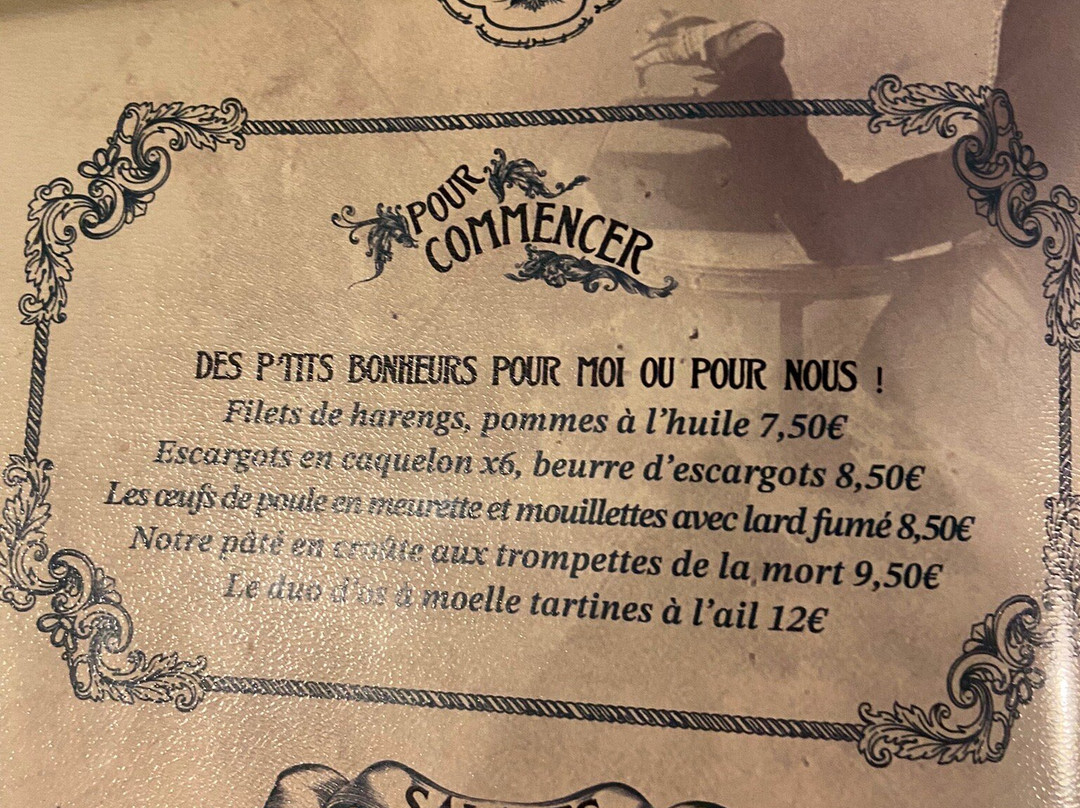 POUR
COMMENCER
DES P'TITS BONHEURS POUR MOI OU POUR NOUS !
Filets de harengs, pommes à l'huile 7,50€
Escargots en caquelon x6, beurre d'escargots 8,50€
Les œufs de poule en meurette et mouillettes avec lard fumé 8,50€
Notre pâté en croûte aux trompettes de la mort 9,50€
Le duo d'os à moelle tartines à l'ail 12€